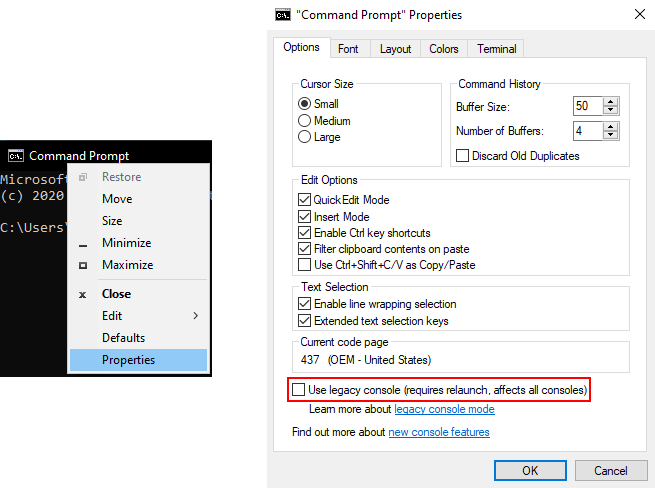 Command Prompt
Microsoft
(c) 2020
C:\Users\
Restore
Move
Size
Minimize
Maximize
Close
Edit
Defaults
Properties
"Command Prompt" Properties
Options Font Layout Colors Terminal
Cursor Size
Small
Medium
Large
Command History
Buffer Size: 50
Number of Buffers: 4
Discard Old Duplicates
Edit Options
QuickEdit Mode
Insert Mode
Enable Ctrl key shortcuts
Filter clipboard contents on paste
Use Ctrl+Shift+C/V as Copy/Paste
Text Selection
Enable line wrapping selection
Extended text selection keys
Current code page
437 (OEM - United States)
Use legacy console (requires relaunch, affects all consoles)
Learn more about legacy console mode
Find out more about new console features
OK Cancel